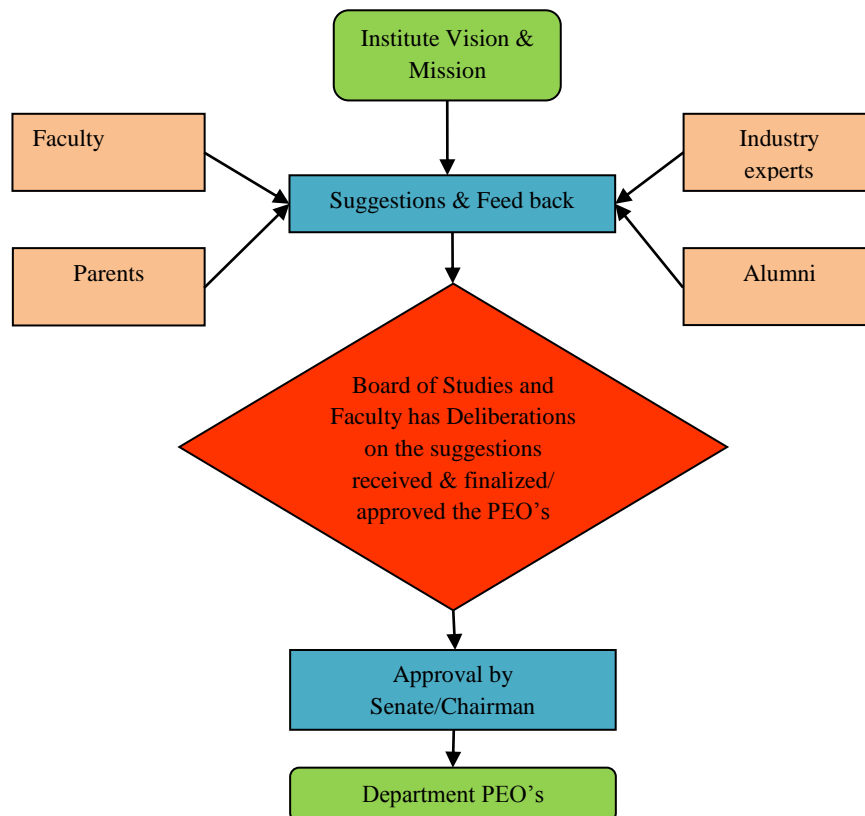 Institute Vision &
Mission
Faculty
Industry
experts
Suggestions & Feed back
Parents
Alumni
Board of Studies and
Faculty has Deliberations
on the suggestions
received & finalized/
approved the PEO’s
Approval by
Senate/Chairman
Department PEO’s